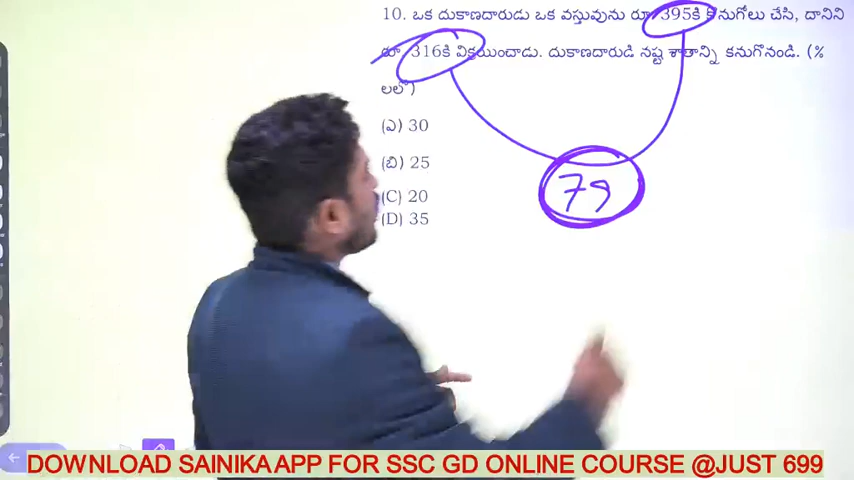 10. ఒక దుకాణదారుడు ఒక వస్తువును రూ 395కి కొనుగోలు చేసి, దానిని
రూ 316కి విక్రయించాడు. దుకాణదారుడి నష్ట శాతాన్ని కనుగొనండి. (%
లలో)
(ఎ) 30
(బి) 25
(C) 20
(D) 35
79
DOWNLOAD SAINIKA APP FOR SSC GD ONLINE COURSE @JUST 699